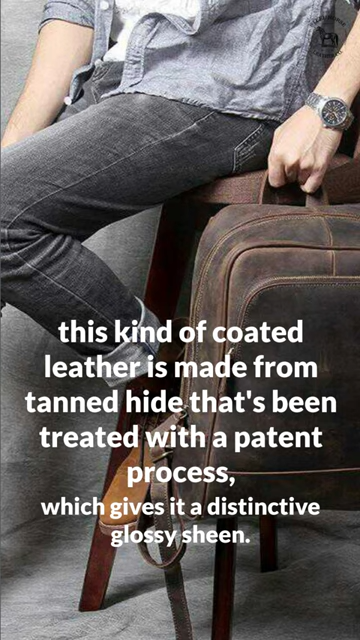 this kind of coated
leather is made from
tanned hide that's been
treated with a patent
process,
which gives it a distinctive
glossy sheen.